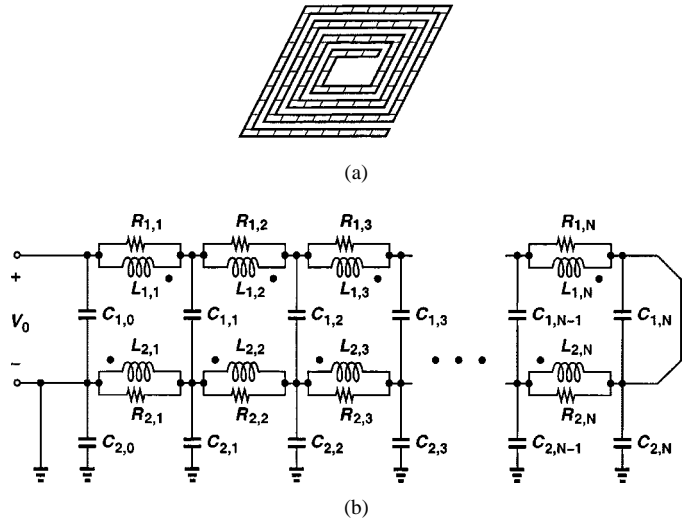 (a)
R1,1 R1,2 R1,3 R1,N
L1,1 L1,2 L1,3 L1,N
+
V0
−
C1,0 C1,1 C1,2 C1,3 C1,N−1 C1,N
L2,1 L2,2 L2,3 L2,N
R2,1 R2,2 R2,3 R2,N
C2,0 C2,1 C2,2 C2,3 C2,N−1 C2,N
(b)